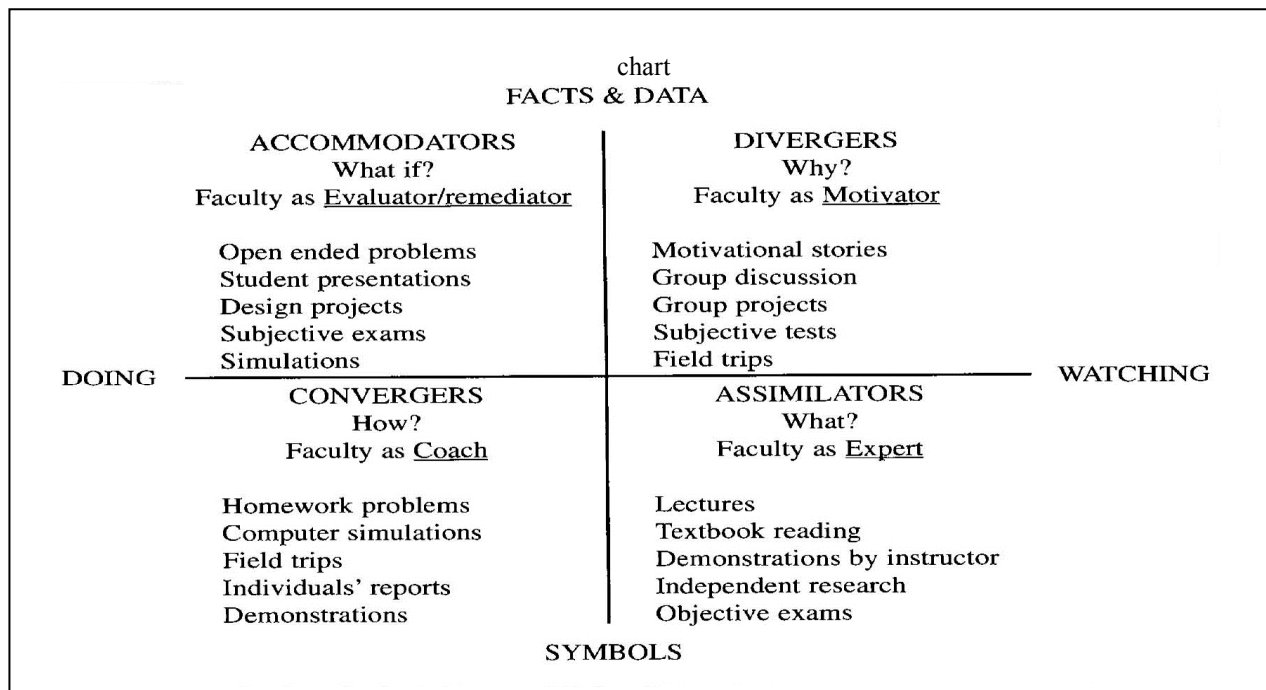 chart
FACTS & DATA
ACCOMMODATORS
What if?
Faculty as Evaluator/remediator
Open ended problems
Student presentations
Design projects
Subjective exams
Simulations
DIVERGERS
Why?
Faculty as Motivator
Motivational stories
Group discussion
Group projects
Subjective tests
Field trips
DOING
WATCHING
CONVERGERS
How?
Faculty as Coach
Homework problems
Computer simulations
Field trips
Individuals’ reports
Demonstrations
ASSIMILATORS
What?
Faculty as Expert
Lectures
Textbook reading
Demonstrations by instructor
Independent research
Objective exams
SYMBOLS